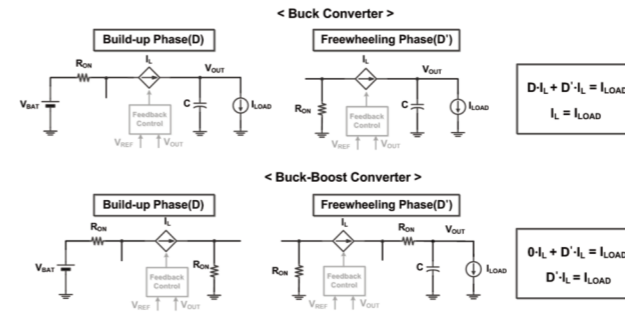 < Buck Converter >
Build-up Phase(D)
Freewheeling Phase(D')
RON
IL
VOUT
VBAT
C
ILOAD
Feedback
Control
VREF
VOUT
IL
VOUT
RON
C
ILOAD
Feedback
Control
VREF
VOUT
D·IL + D'·IL = ILOAD
IL = ILOAD
< Buck-Boost Converter >
Build-up Phase(D)
Freewheeling Phase(D')
RON
IL
VBAT
RON
Feedback
Control
VREF
VOUT
IL
RON
VOUT
RON
C
ILOAD
Feedback
Control
VREF
VOUT
0·IL + D'·IL = ILOAD
D'·IL = ILOAD